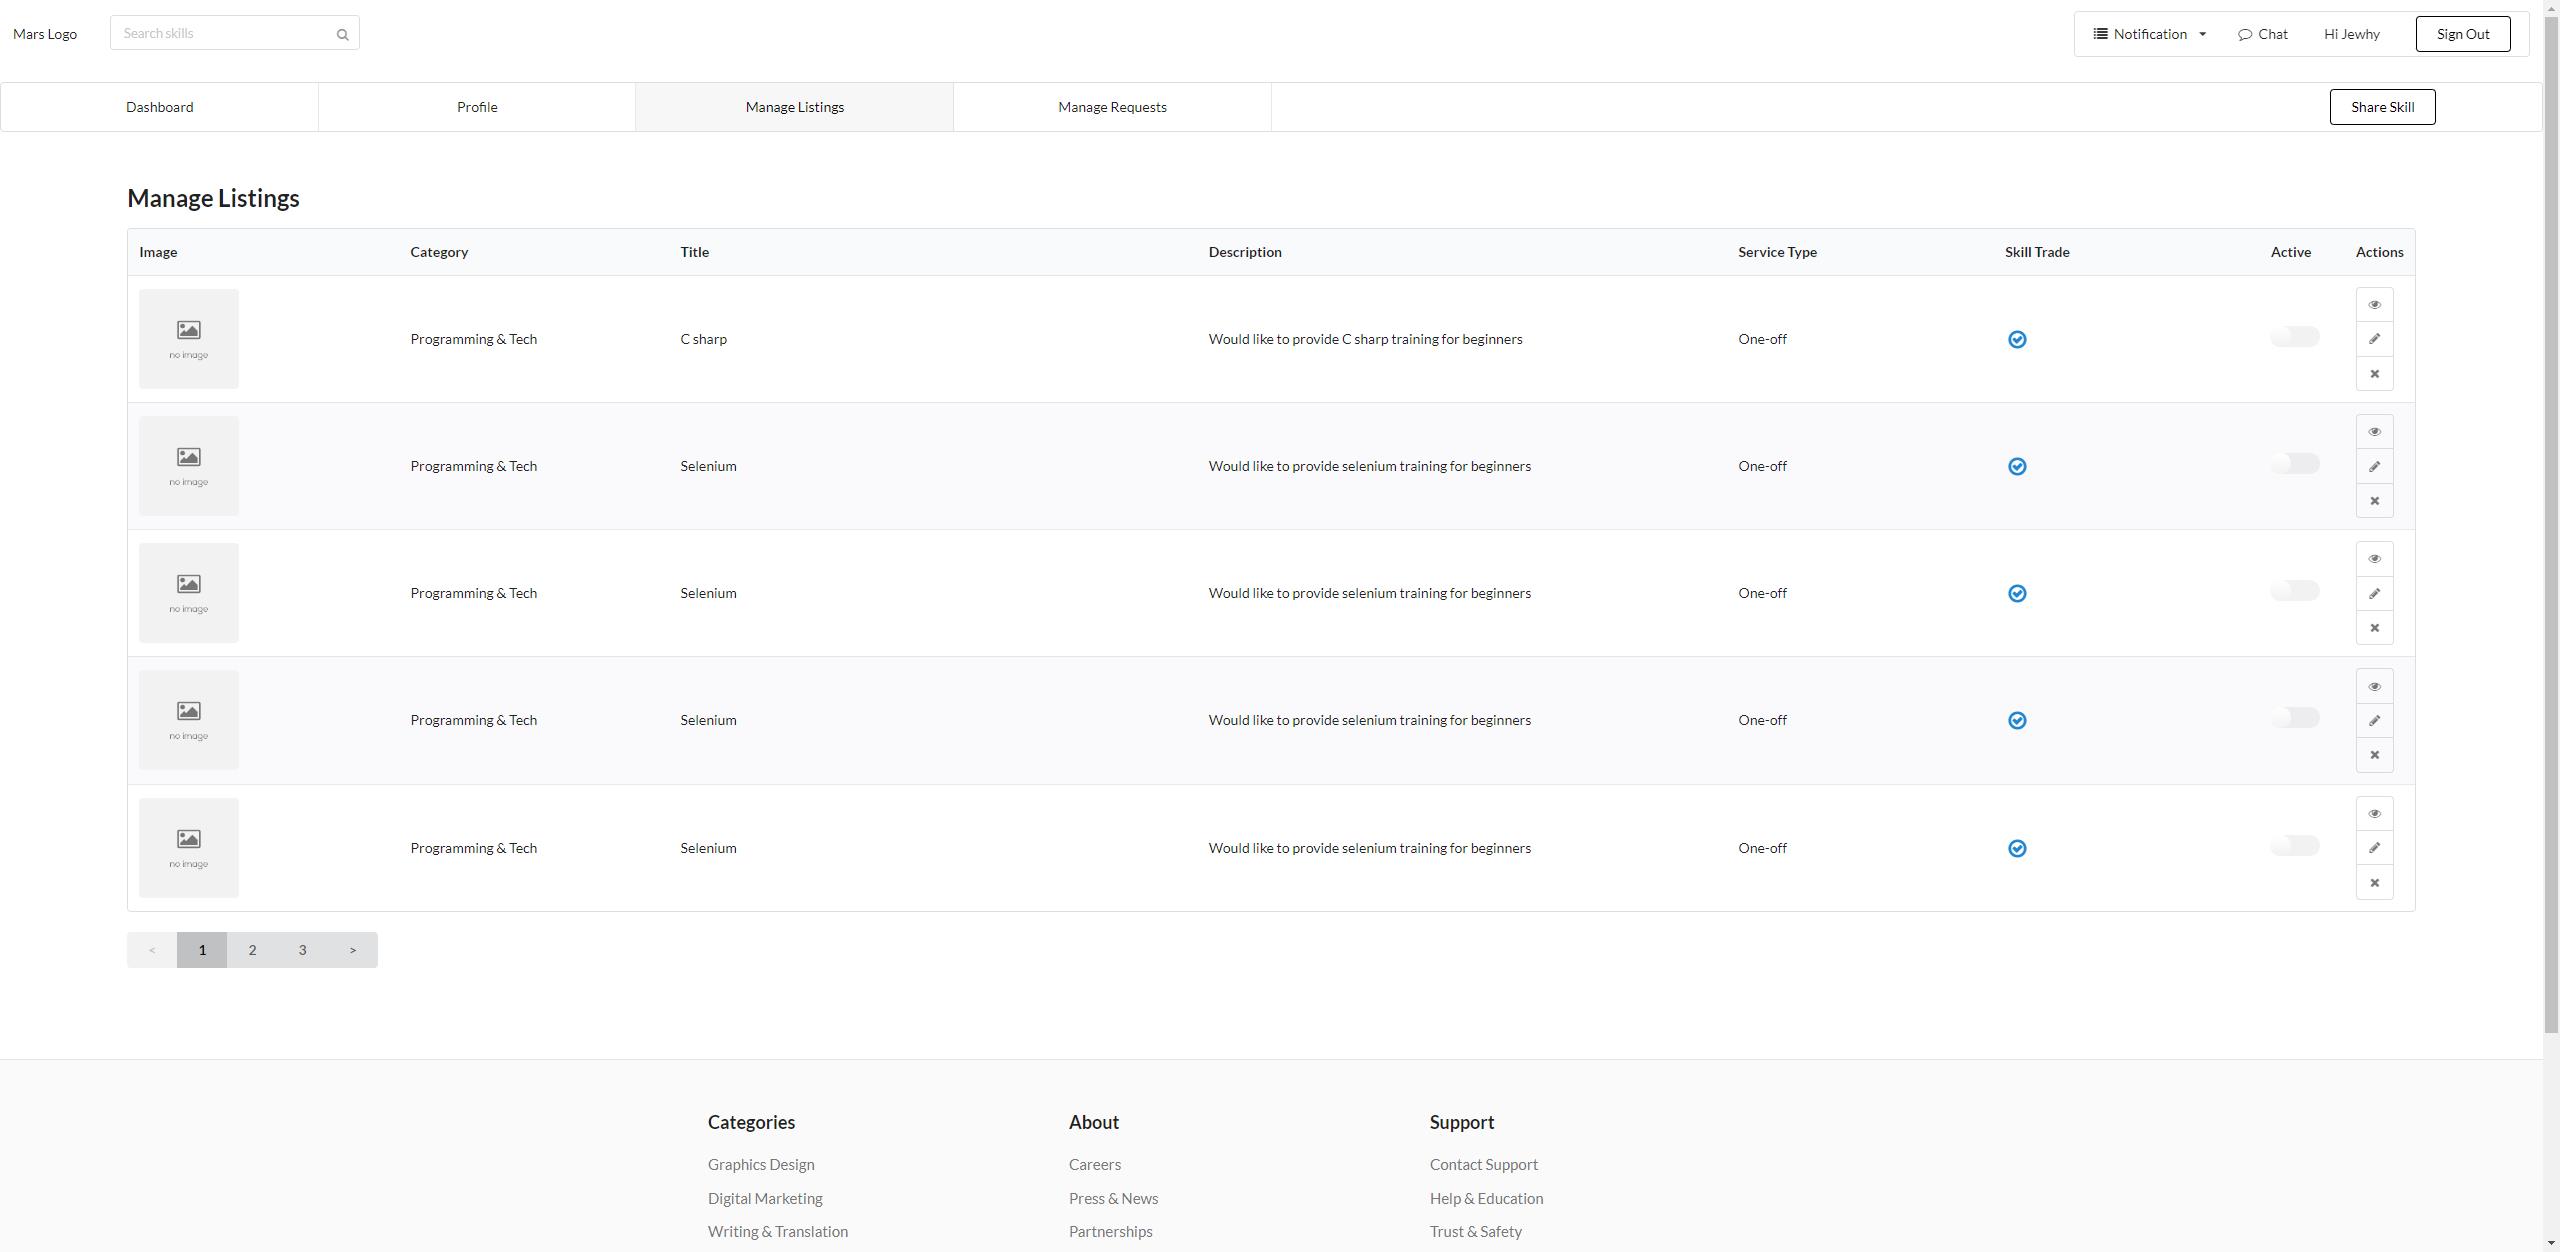 Mars Logo
Search skills
Notification
Chat
Hi Jewhy
Sign Out
Dashboard
Profile
Manage Listings
Manage Requests
Share Skill
Manage Listings
Image Category Title Description Service Type Skill Trade Active Actions
no image
Programming & Tech C sharp Would like to provide C sharp training for beginners One-off
no image
Programming & Tech Selenium Would like to provide selenium training for beginners One-off
no image
Programming & Tech Selenium Would like to provide selenium training for beginners One-off
no image
Programming & Tech Selenium Would like to provide selenium training for beginners One-off
no image
Programming & Tech Selenium Would like to provide selenium training for beginners One-off
no image
< 1 2 3 >
Categories
Graphics Design
Digital Marketing
Writing & Translation
About
Careers
Press & News
Partnerships
Support
Contact Support
Help & Education
Trust & Safety